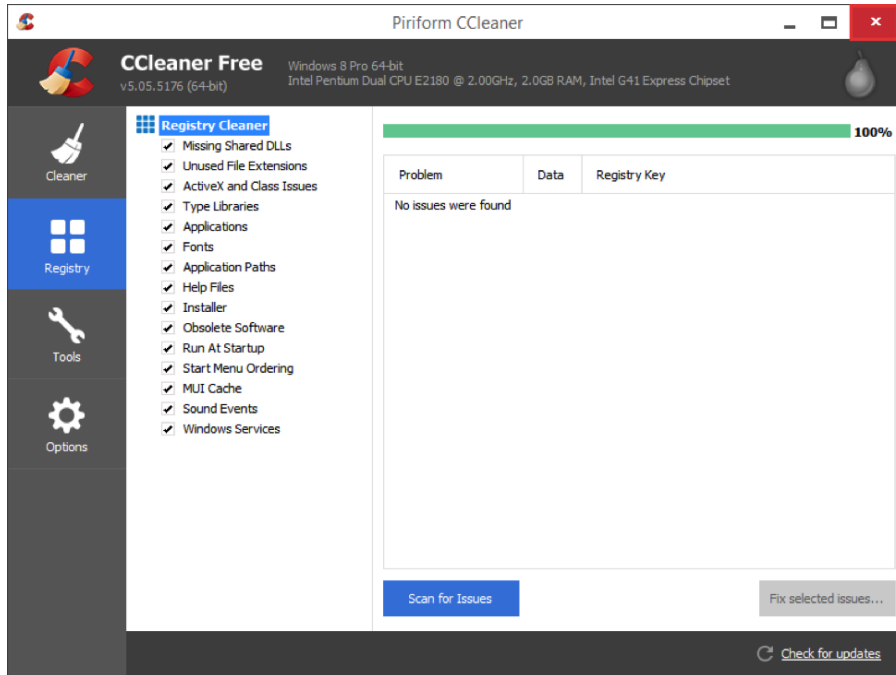 Piriform CCleaner
CCleaner Free
v5.05.5176 (64-bit)
Windows 8 Pro 64-bit
Intel Pentium Dual CPU E2180 @ 2.00GHz, 2.0GB RAM, Intel G41 Express Chipset
Cleaner
Registry
Tools
Options
Registry Cleaner
Missing Shared DLLs
Unused File Extensions
ActiveX and Class Issues
Type Libraries
Applications
Fonts
Application Paths
Help Files
Installer
Obsolete Software
Run At Startup
Start Menu Ordering
MUI Cache
Sound Events
Windows Services
100%
Problem Data Registry Key
No issues were found
Scan for Issues
Fix selected issues...
Check for updates